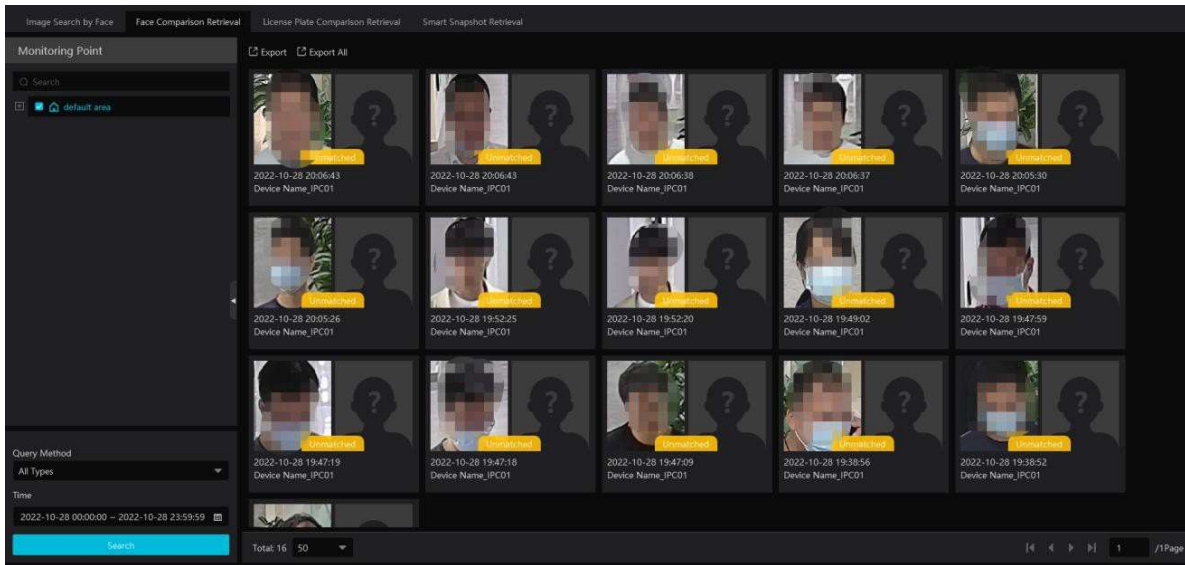 Image Search by Face Face Comparison Retrieval License Plate Comparison Retrieval Smart Snapshot Retrieval
Monitoring Point
Export Export All
Search
default area
Unmatched Unmatched Unmatched Unmatched Unmatched
2022-10-28 20:06:43 2022-10-28 20:06:43 2022-10-28 20:06:38 2022-10-28 20:06:37 2022-10-28 20:05:30
Device Name_IPC01 Device Name_IPC01 Device Name_IPC01 Device Name_IPC01 Device Name_IPC01
Unmatched Unmatched Unmatched Unmatched Unmatched
2022-10-28 20:05:26 2022-10-28 19:52:25 2022-10-28 19:52:20 2022-10-28 19:49:02 2022-10-28 19:47:59
Device Name_IPC01 Device Name_IPC01 Device Name_IPC01 Device Name_IPC01 Device Name_IPC01
Unmatched Unmatched Unmatched Unmatched Unmatched
2022-10-28 19:47:19 2022-10-28 19:47:18 2022-10-28 19:47:09 2022-10-28 19:38:56 2022-10-28 19:38:52
Device Name_IPC01 Device Name_IPC01 Device Name_IPC01 Device Name_IPC01 Device Name_IPC01
Query Method
All Types
Time
2022-10-28 00:00:00 ~ 2022-10-28 23:59:59
Search
Total: 16 50 1 /1Page